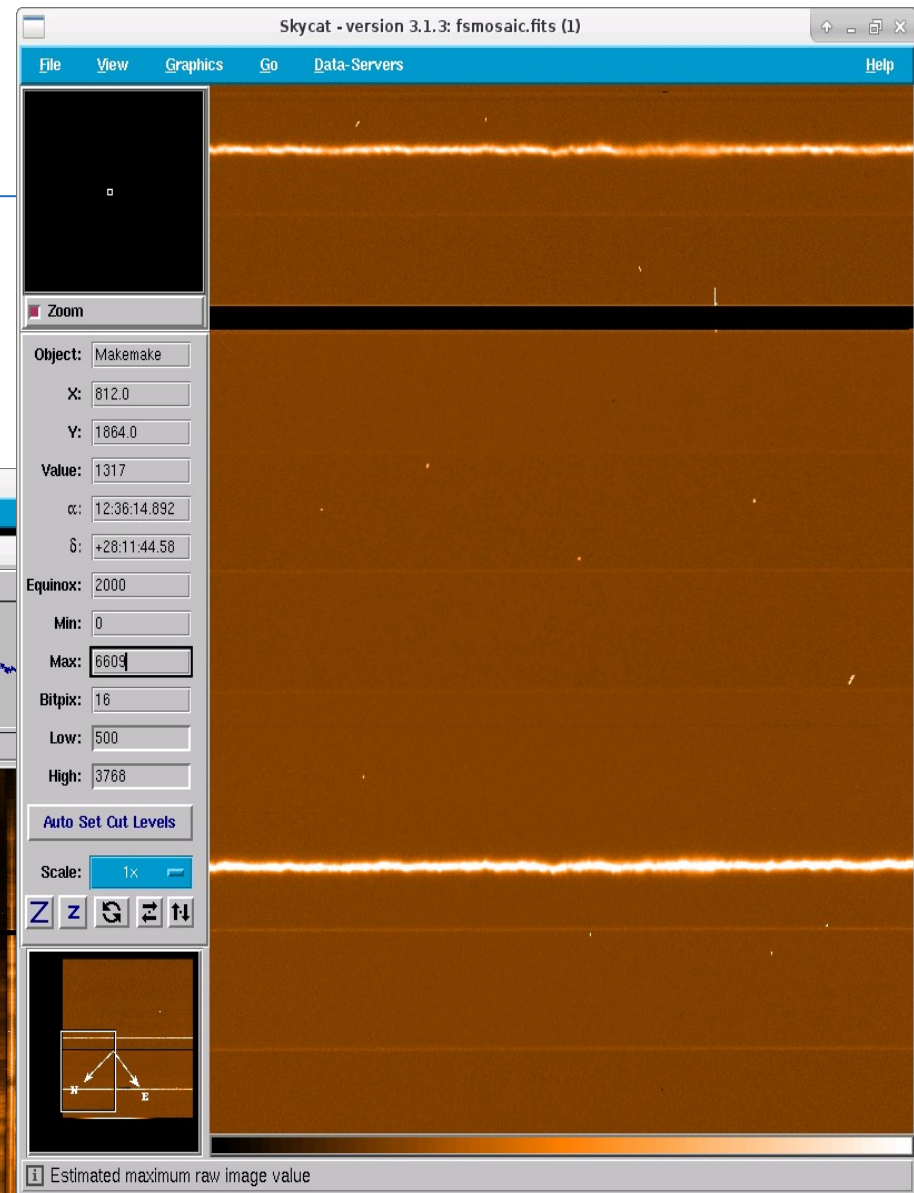 Skycat - version 3.1.3: fsmosaic.fits (1)
File View Graphics Go Data-Servers Help
Zoom
Object: Makemake
X: 812.0
Y: 1864.0
Value: 1317
α: 12:36:14.892
δ: +28:11:44.58
Equinox: 2000
Min: 0
Max: 6609
Bitpix: 16
Low: 500
High: 3768
Auto Set Cut Levels
Scale: 1x
Z z
N E
Estimated maximum raw image value